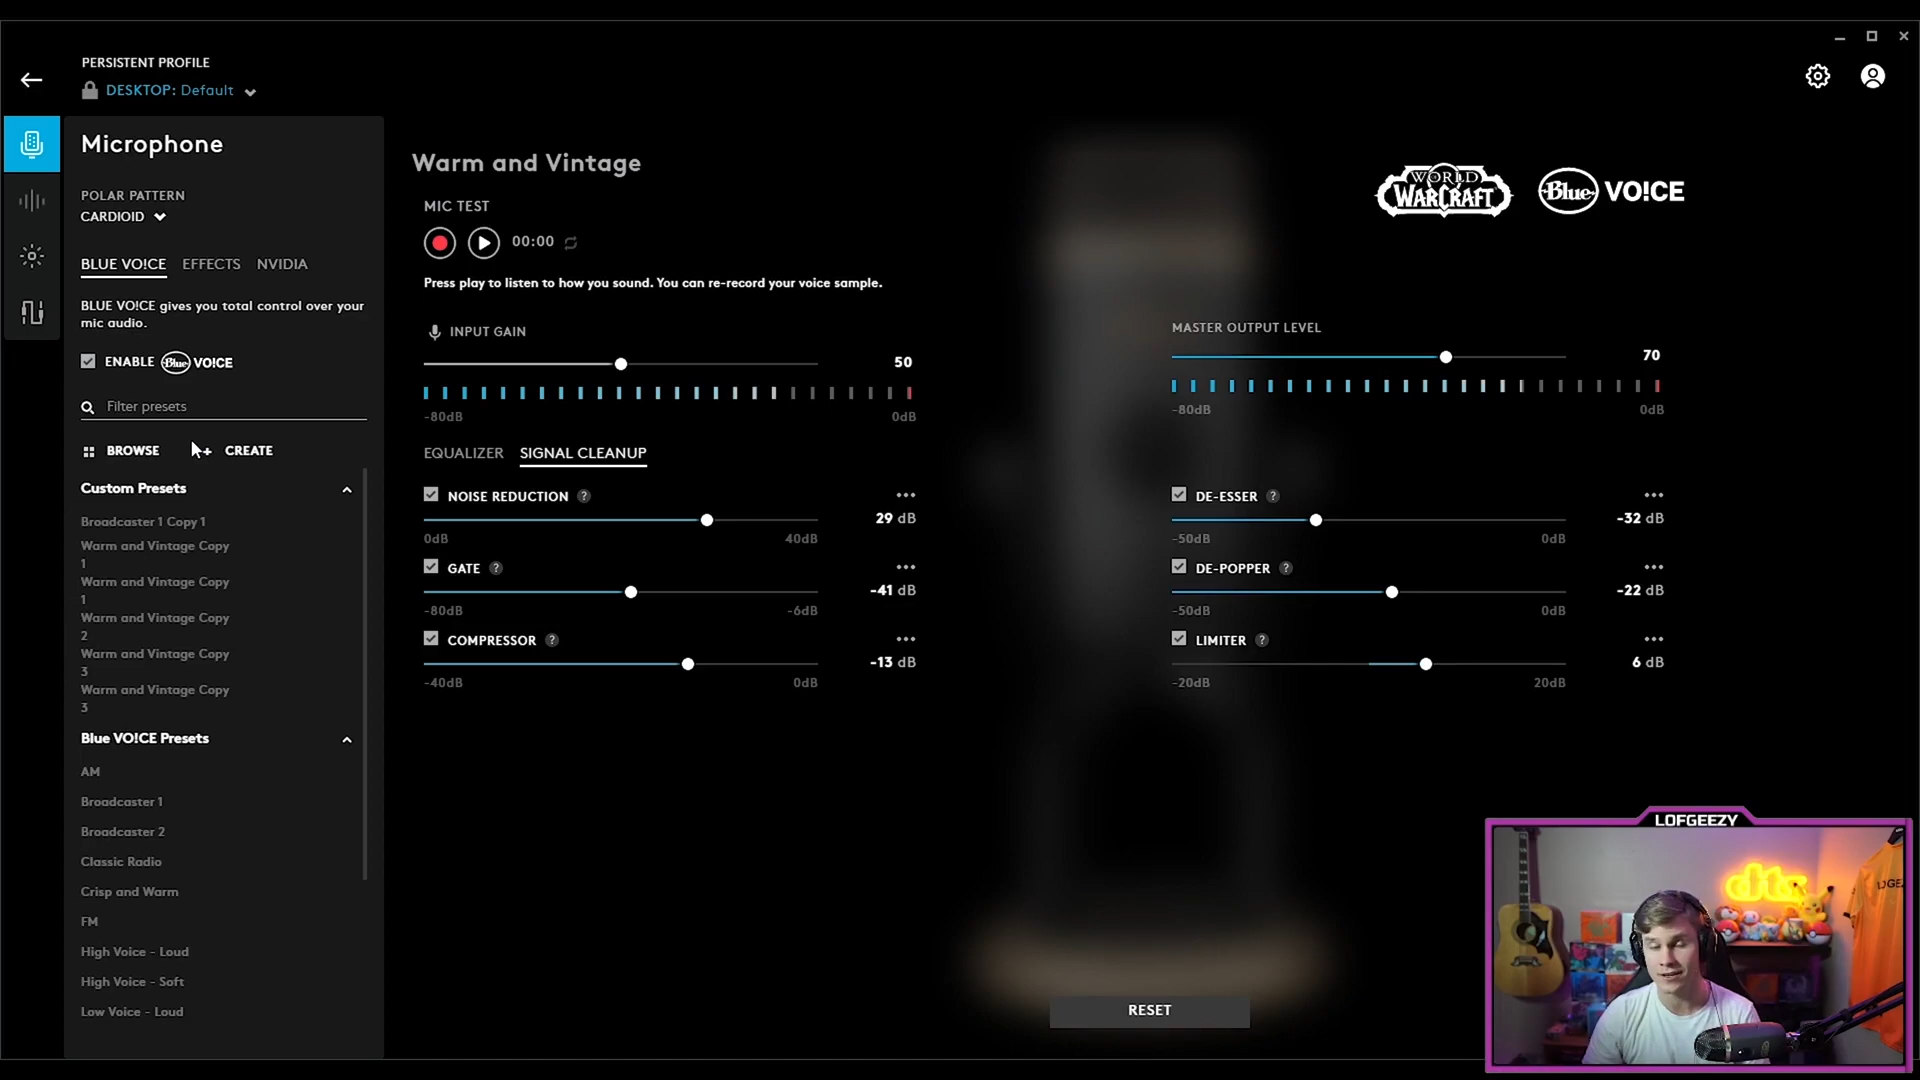 PERSISTENT PROFILE
DESKTOP: Default
Microphone
POLAR PATTERN
CARDIOID
BLUE VO!CE EFFECTS NVIDIA
BLUE VO!CE gives you total control over your
mic audio.
ENABLE Blue VO!CE
Filter presets
BROWSE + CREATE
Custom Presets
Broadcaster 1 Copy 1
Warm and Vintage Copy
1
Warm and Vintage Copy
1
Warm and Vintage Copy
2
Warm and Vintage Copy
3
Warm and Vintage Copy
3
Blue VO!CE Presets
AM
Broadcaster 1
Broadcaster 2
Classic Radio
Crisp and Warm
FM
High Voice - Loud
High Voice - Soft
Low Voice - Loud
Warm and Vintage
MIC TEST
00:00
Press play to listen to how you sound. You can re-record your voice sample.
INPUT GAIN
50
-80dB 0dB
WORLD
WARCRAFT
Blue VO!CE
MASTER OUTPUT LEVEL
70
-80dB 0dB
EQUALIZER SIGNAL CLEANUP
NOISE REDUCTION ? ...
29 dB
0dB 40dB
GATE ? ...
-41 dB
-80dB -6dB
COMPRESSOR ? ...
-13 dB
-40dB 0dB
DE-ESSER ? ...
-32 dB
-50dB 0dB
DE-POPPER ? ...
-22 dB
-50dB 0dB
LIMITER ? ...
6 dB
-20dB 20dB
RESET
LOFGEEZY